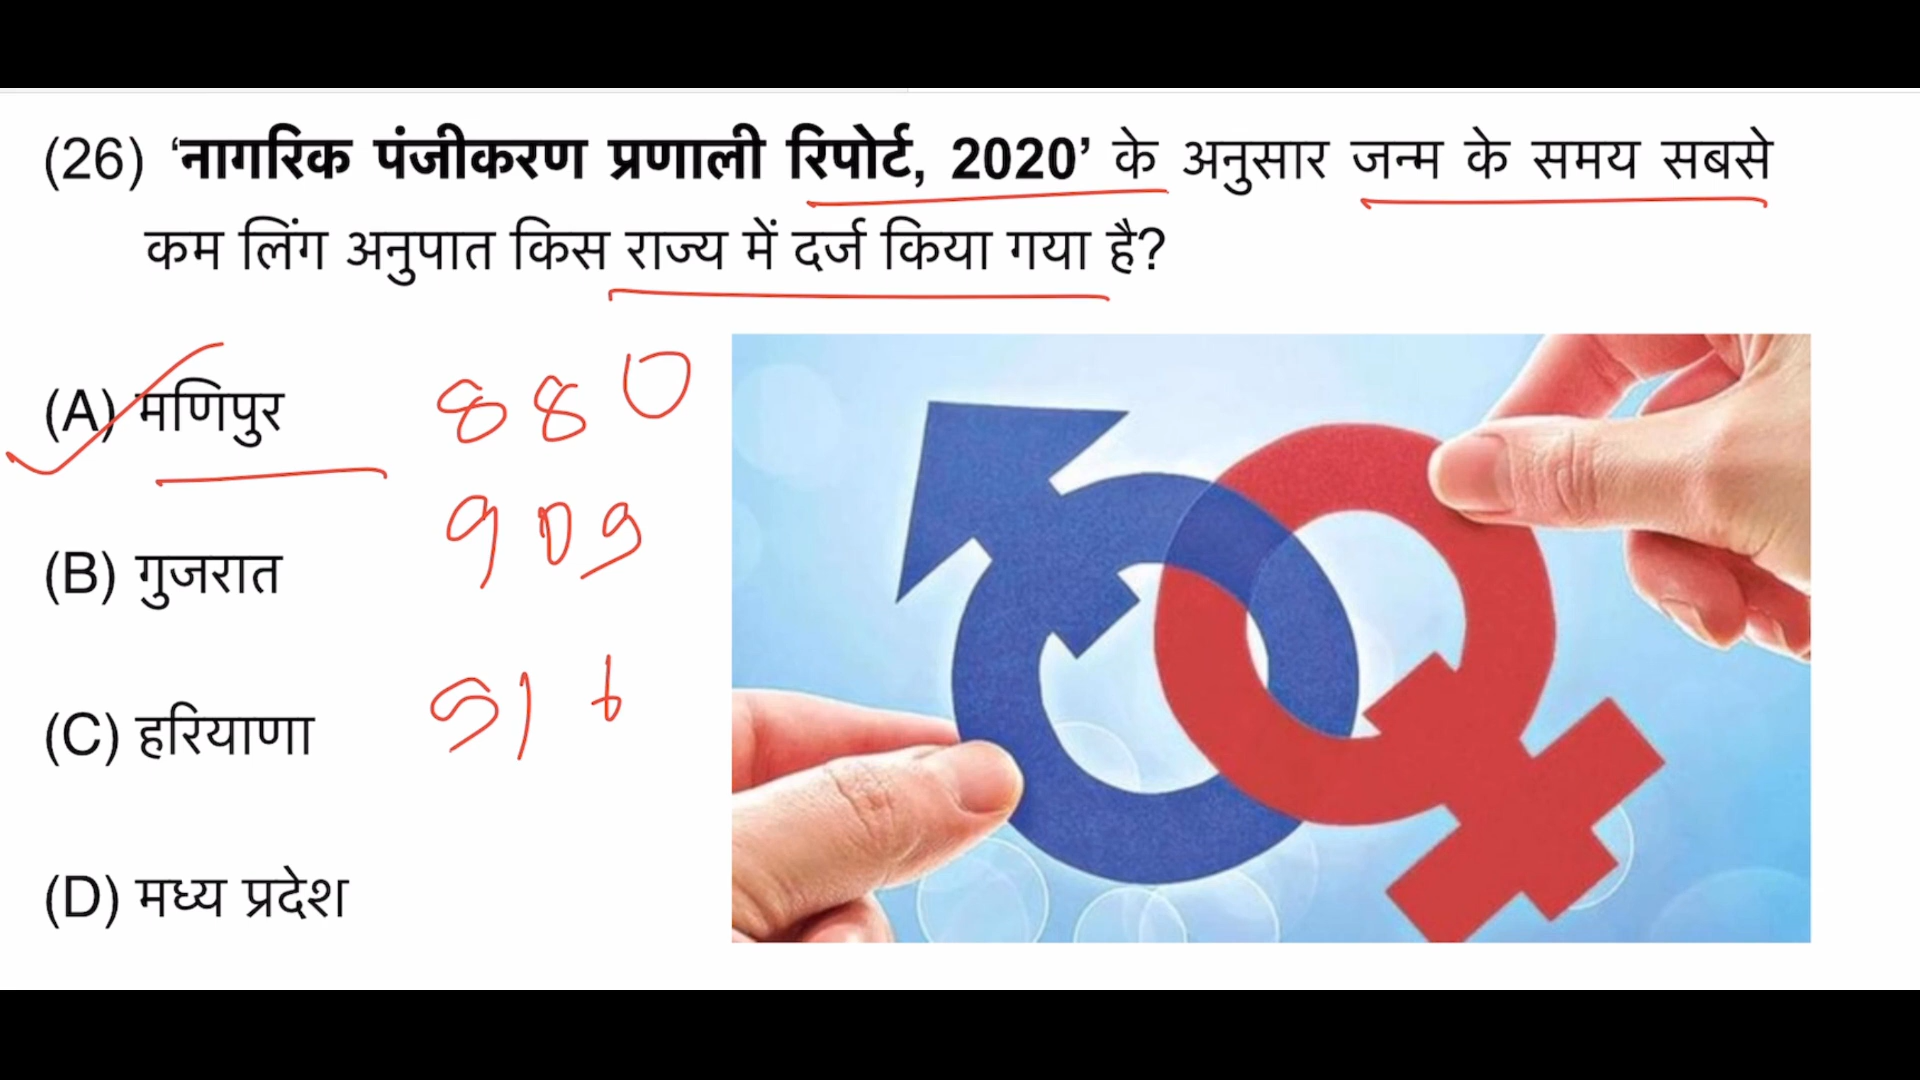 (26) ‘नागरिक पंजीकरण प्रणाली रिपोर्ट, 2020’ के अनुसार जन्म के समय सबसे
कम लिंग अनुपात किस राज्य में दर्ज किया गया है?
(A) मणिपुर 880
(B) गुजरात 909
(C) हरियाणा 916
(D) मध्य प्रदेश